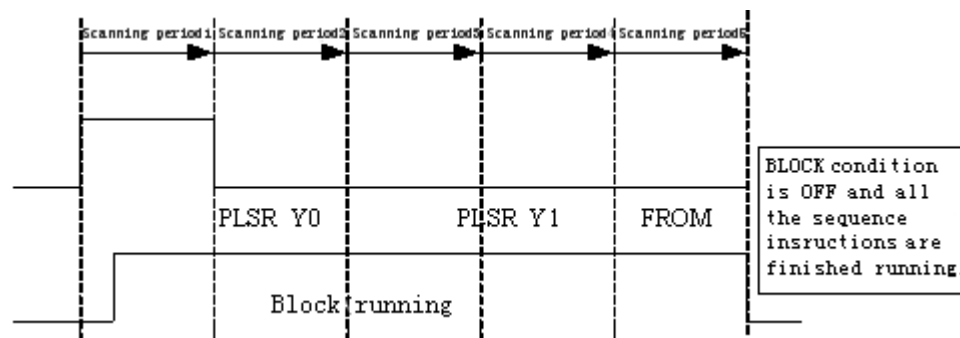 Scanning period1 Scanning period2 Scanning period3 Scanning period4 Scanning period5
BLOCK condition
is OFF and all
the sequence
insructions are
finished running.
PLSR Y0 PLSR Y1 FROM
Block running